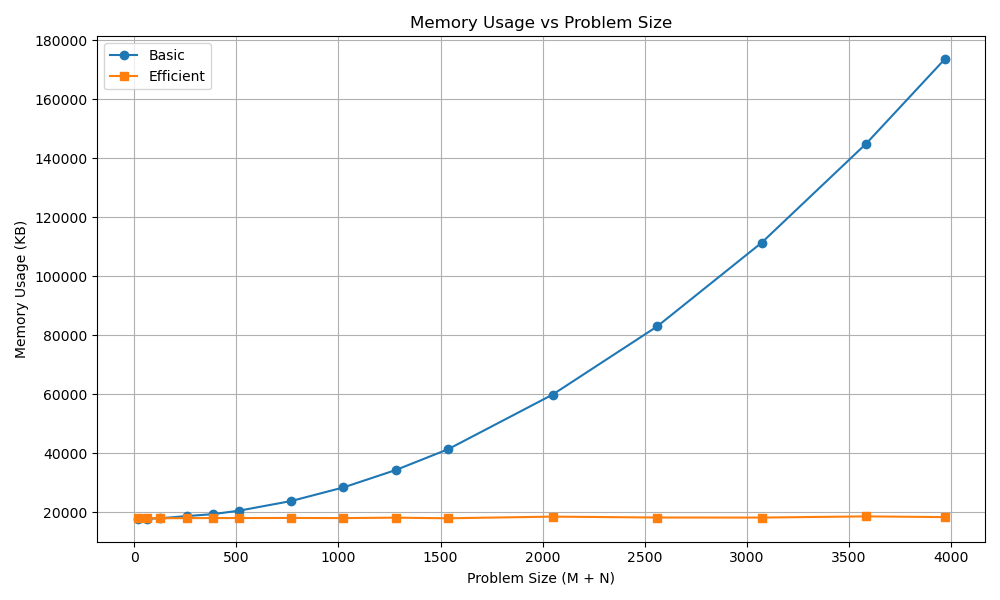 Memory Usage vs Problem Size
Basic
Efficient
Memory Usage (KB)
180000
160000
140000
120000
100000
80000
60000
40000
20000
0 500 1000 1500 2000 2500 3000 3500 4000
Problem Size (M + N)